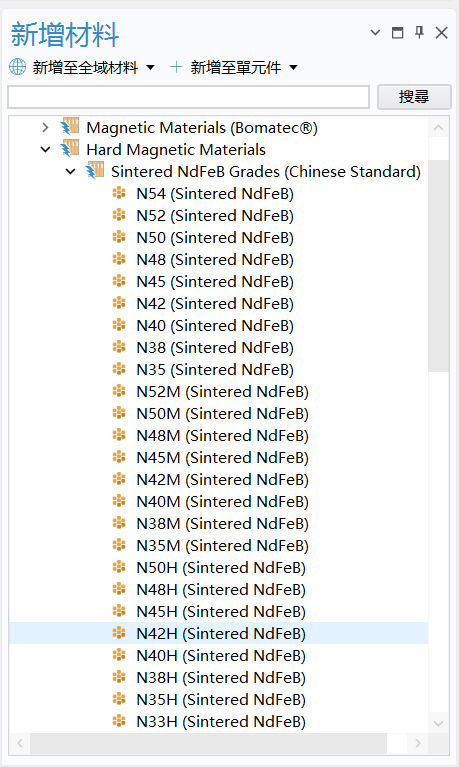 新增材料
新增至全域材料 新增至單元件
搜尋
Magnetic Materials (Bomatec®)
Hard Magnetic Materials
Sintered NdFeB Grades (Chinese Standard)
N54 (Sintered NdFeB)
N52 (Sintered NdFeB)
N50 (Sintered NdFeB)
N48 (Sintered NdFeB)
N45 (Sintered NdFeB)
N42 (Sintered NdFeB)
N40 (Sintered NdFeB)
N38 (Sintered NdFeB)
N35 (Sintered NdFeB)
N52M (Sintered NdFeB)
N50M (Sintered NdFeB)
N48M (Sintered NdFeB)
N45M (Sintered NdFeB)
N42M (Sintered NdFeB)
N40M (Sintered NdFeB)
N38M (Sintered NdFeB)
N35M (Sintered NdFeB)
N50H (Sintered NdFeB)
N48H (Sintered NdFeB)
N45H (Sintered NdFeB)
N42H (Sintered NdFeB)
N40H (Sintered NdFeB)
N38H (Sintered NdFeB)
N35H (Sintered NdFeB)
N33H (Sintered NdFeB)